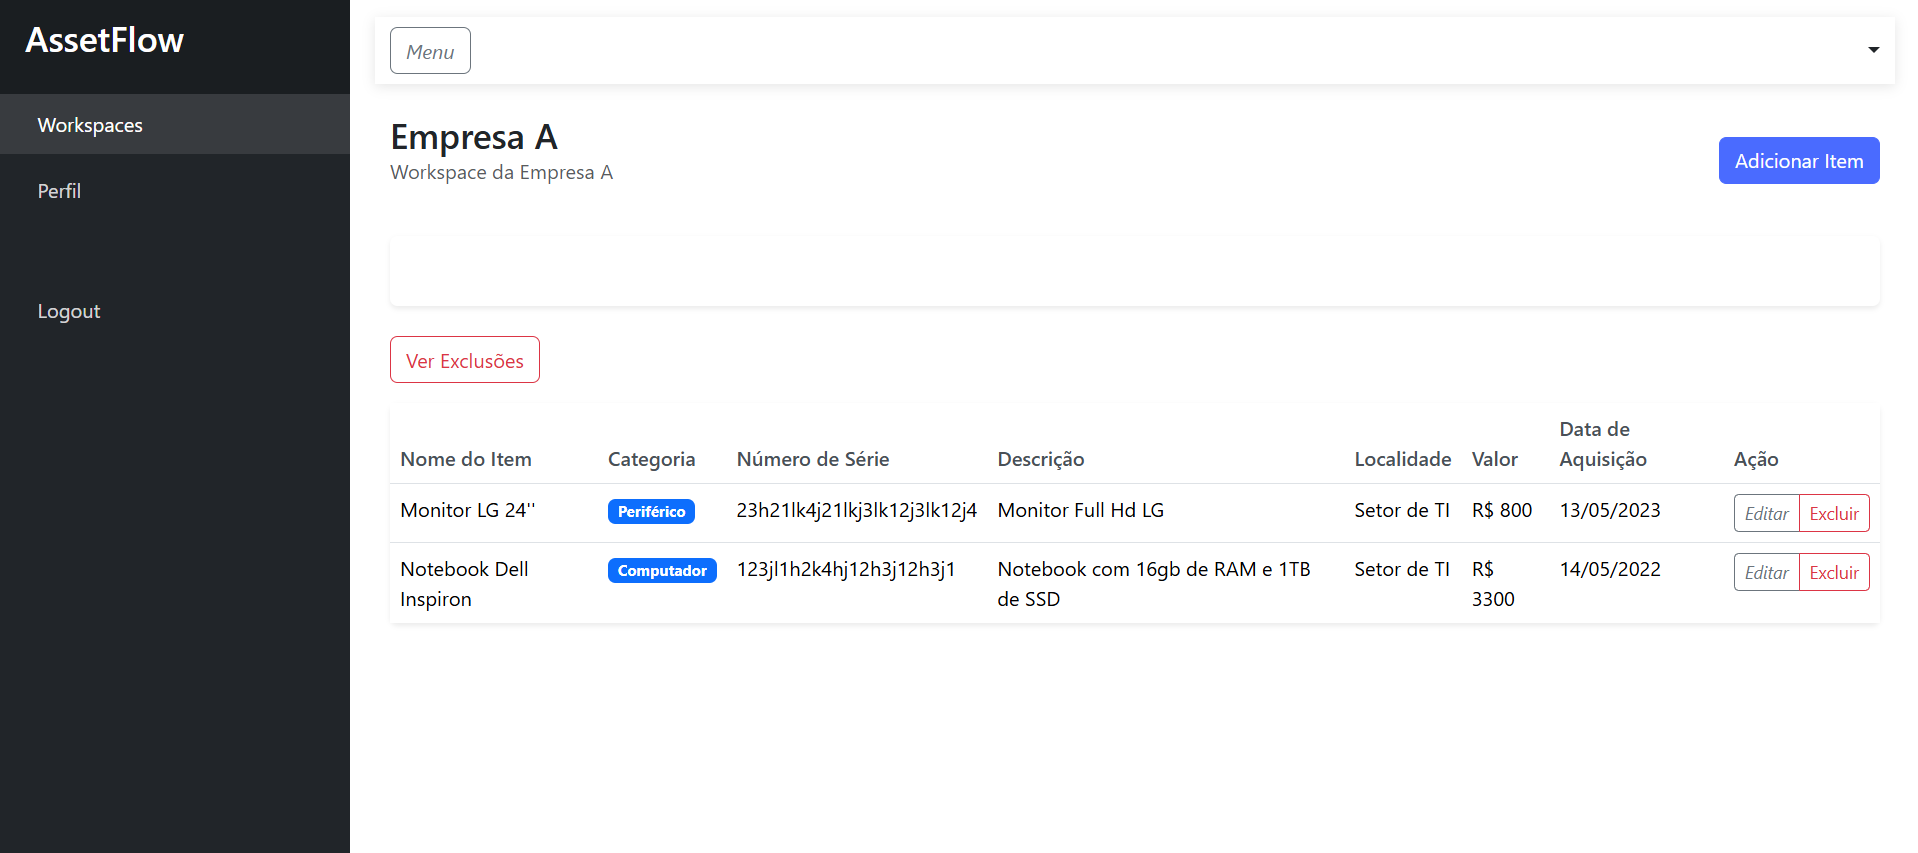 AssetFlow
Workspaces
Perfil
Logout
Menu
Empresa A
Workspace da Empresa A
Adicionar Item
Ver Exclusões
Nome do Item Categoria Número de Série Descrição Localidade Valor Data de Aquisição Ação
Monitor LG 24'' Periférico 23h21lk4j21lkj3lk12j3lk12j4 Monitor Full Hd LG Setor de TI R$ 800 13/05/2023 Editar Excluir
Notebook Dell Inspiron Computador 123jl1h2k4hj12h3j12h3j1 Notebook com 16gb de RAM e 1TB de SSD Setor de TI R$ 3300 14/05/2022 Editar Excluir